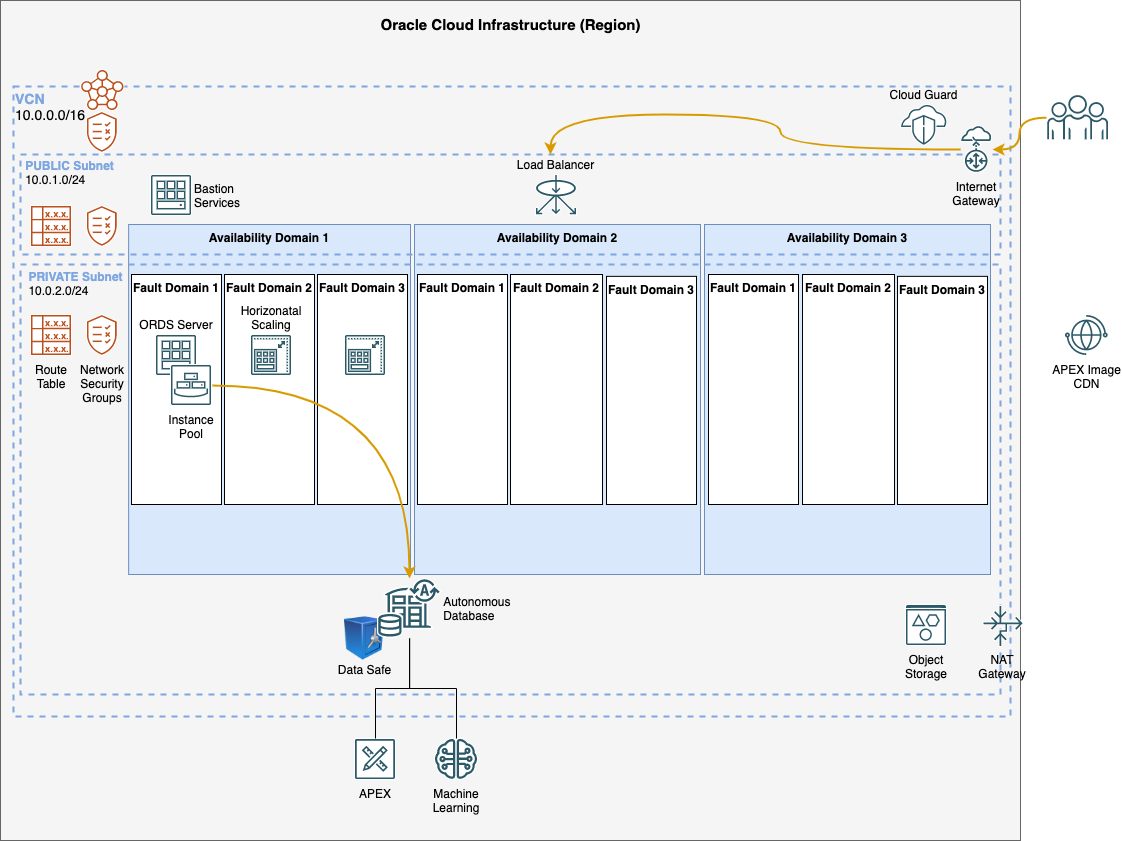 Oracle Cloud Infrastructure (Region)
VCN
10.0.0.0/16
Cloud Guard
Internet
Gateway
PUBLIC Subnet
10.0.1.0/24
Bastion
Services
Load Balancer
x.x.x.
x.x.x.
x.x.x.
Availability Domain 1
Availability Domain 2
Availability Domain 3
PRIVATE Subnet
10.0.2.0/24
x.x.x.
x.x.x.
x.x.x.
Route
Table
Network
Security
Groups
Fault Domain 1
Fault Domain 2
Fault Domain 3
Fault Domain 1
Fault Domain 2
Fault Domain 3
Fault Domain 1
Fault Domain 2
Fault Domain 3
ORDS Server
Instance
Pool
Horizonatal
Scaling
APEX Image
CDN
A
Autonomous
Database
Data Safe
Object
Storage
NAT
Gateway
APEX
Machine
Learning